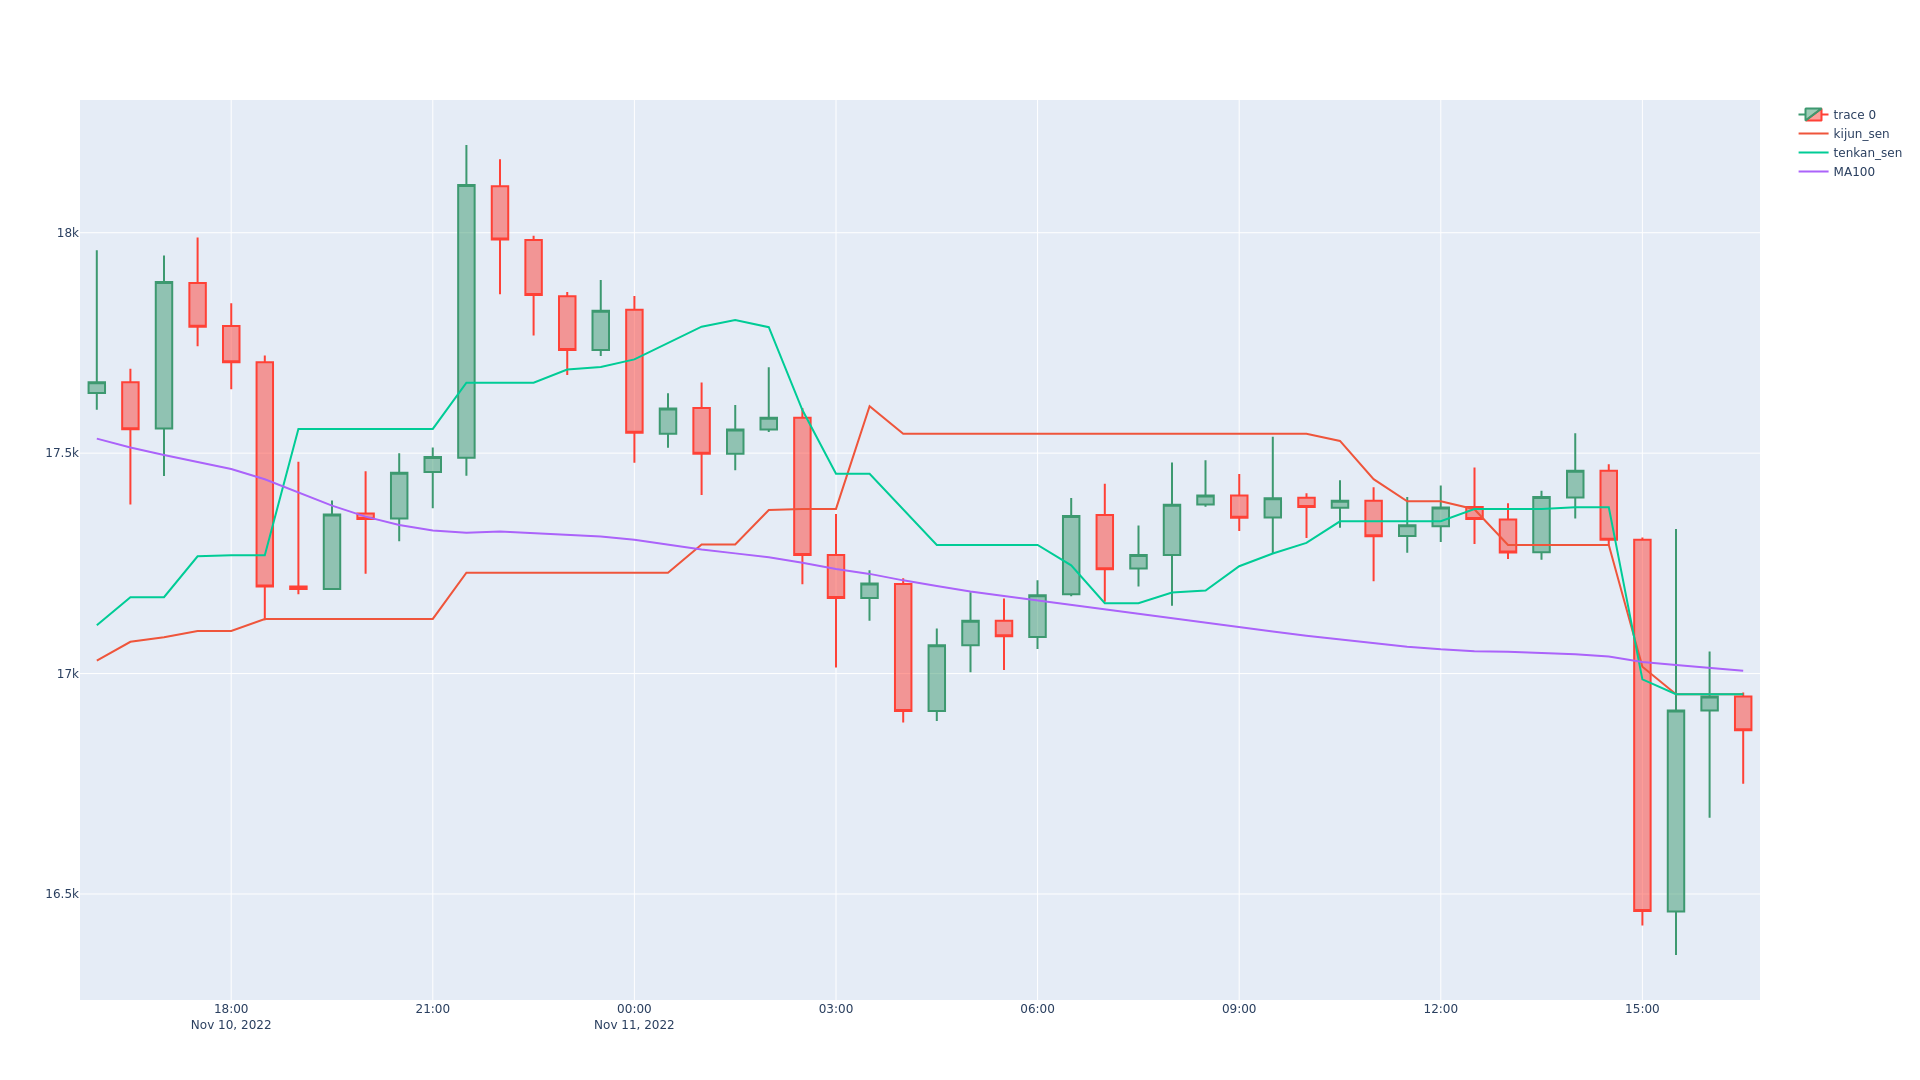 trace 0
kijun_sen
tenkan_sen
MA100
18k
17.5k
17k
16.5k
18:00 21:00 00:00 03:00 06:00 09:00 12:00 15:00
Nov 10, 2022 Nov 11, 2022